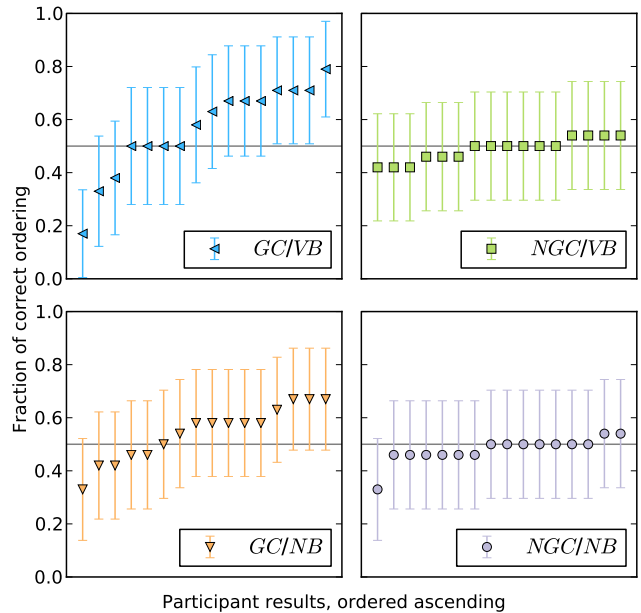 1.0
0.8
0.6
0.4
0.2
0.0
GC/VB
NGC/VB
1.0
0.8
0.6
0.4
0.2
0.0
GC/NB
NGC/NB
Fraction of correct ordering
Participant results, ordered ascending